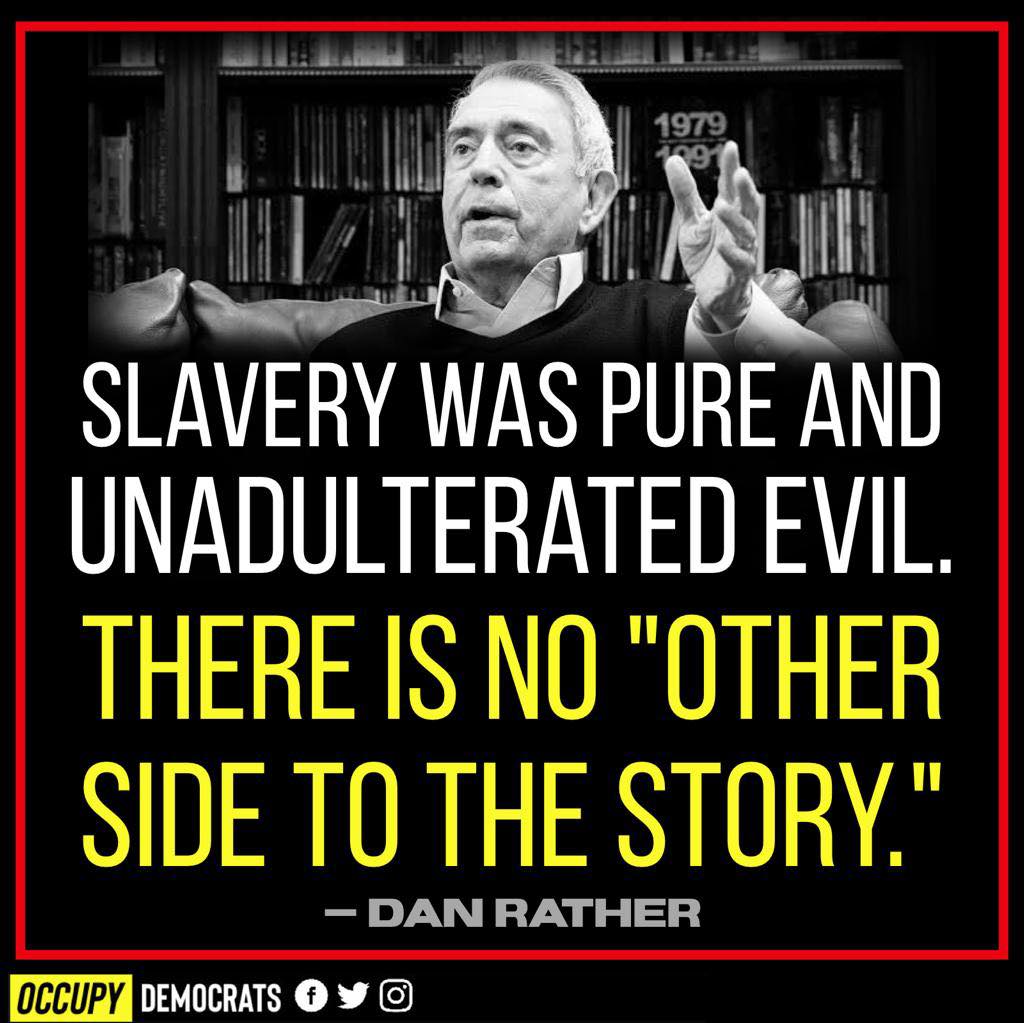 1979
1991
SLAVERY WAS PURE AND
UNADULTERATED EVIL.
THERE IS NO "OTHER
SIDE TO THE STORY."
– DAN RATHER
OCCUPY DEMOCRATS